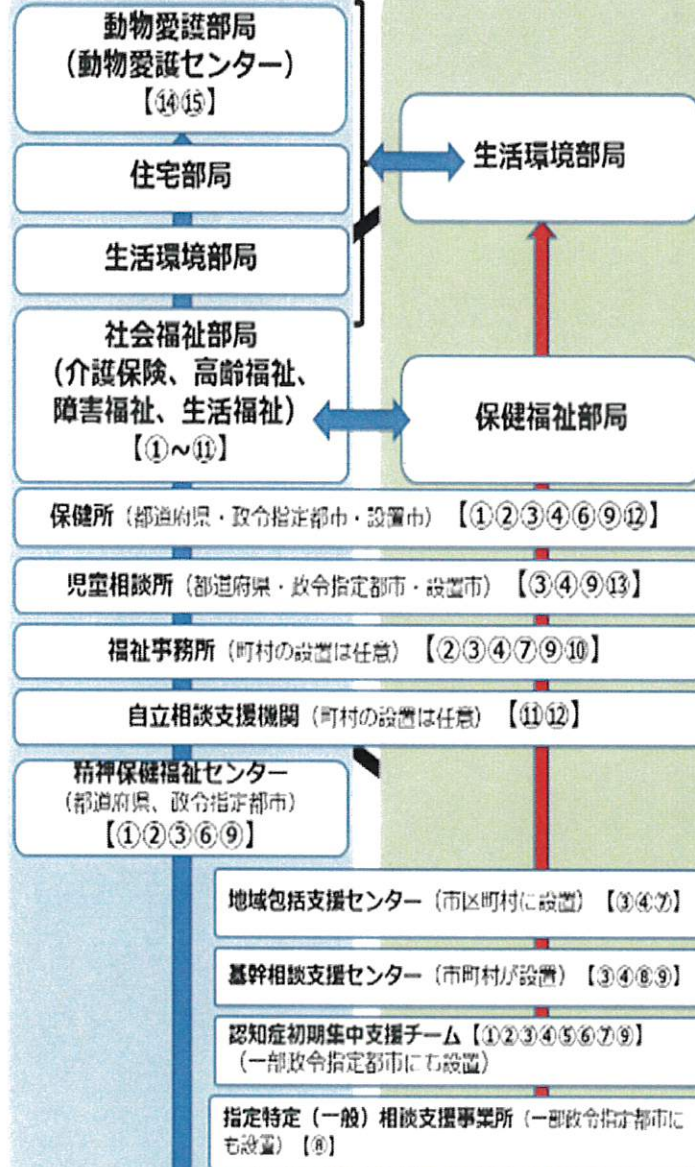 動物愛護部局
（動物愛護センター）
【⑭⑮】
住宅部局
生活環境部局
生活環境部局
社会福祉部局
（介護保険、高齢福祉、
障害福祉、生活福祉）
【①～⑪】
保健福祉部局
保健所（都道府県・政令指定都市・設置市）【①②③④⑥⑨⑫】
児童相談所（都道府県・政令指定都市・設置市）【③④⑨⑬】
福祉事務所（町村の設置は任意）【②③④⑦⑨⑩】
自立相談支援機関（町村の設置は任意）【⑪⑫】
精神保健福祉センター
（都道府県、政令指定都市）
【①②③⑥⑨】
地域包括支援センター（市区町村に設置）【③④⑦】
基幹相談支援センター（市町村が設置）【③④⑧⑨】
認知症初期集中支援チーム【①②③④⑤⑥⑦⑨】
（一部政令指定都市にも設置）
指定特定（一般）相談支援事業所（一部政令指定都市に
も設置）【⑧】